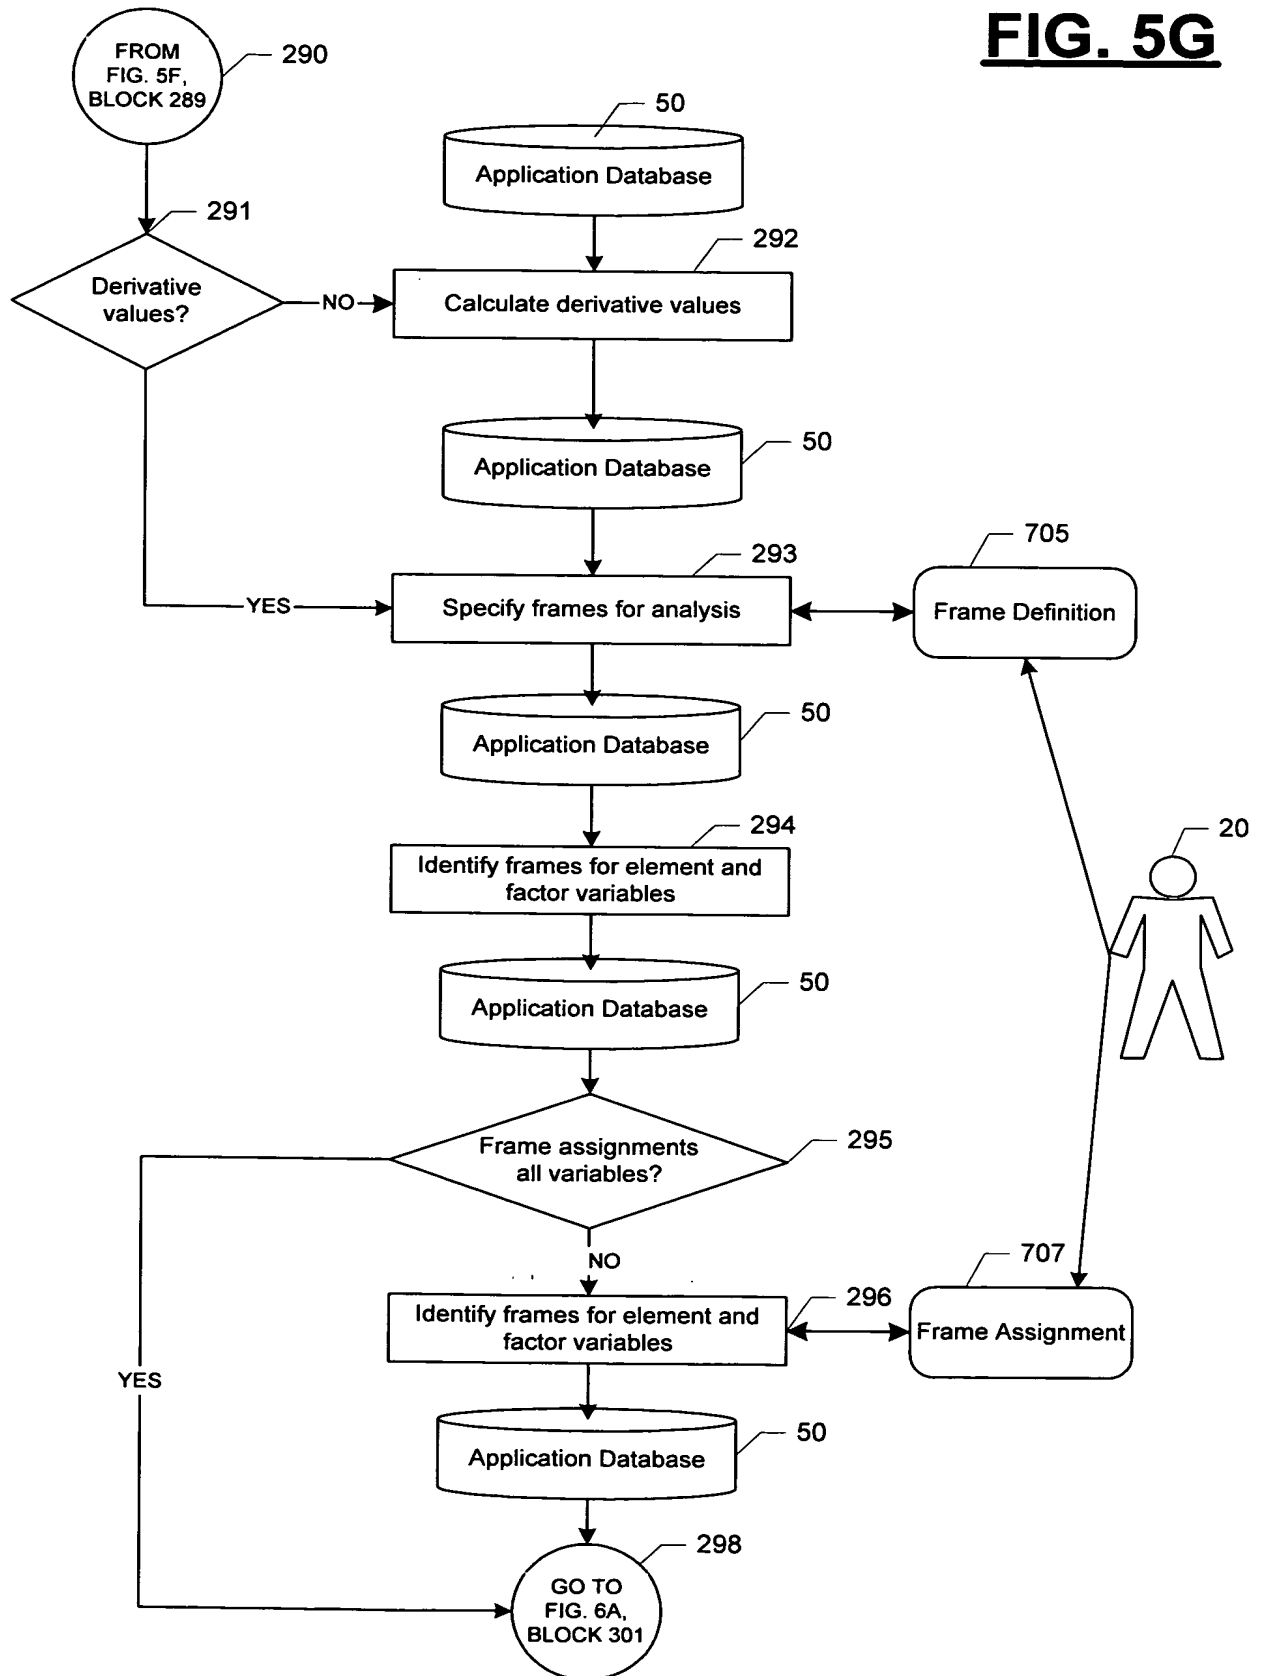 FIG. 5G
FROM
FIG. 5F,
BLOCK 289
290
50
Application Database
291
292
Derivative
values?
NO
Calculate derivative values
50
Application Database
293
705
YES
Specify frames for analysis
Frame Definition
50
Application Database
294
20
Identify frames for element and
factor variables
50
Application Database
295
Frame assignments
all variables?
NO
707
296
Identify frames for element and
factor variables
Frame Assignment
YES
50
Application Database
298
GO TO
FIG. 6A,
BLOCK 301